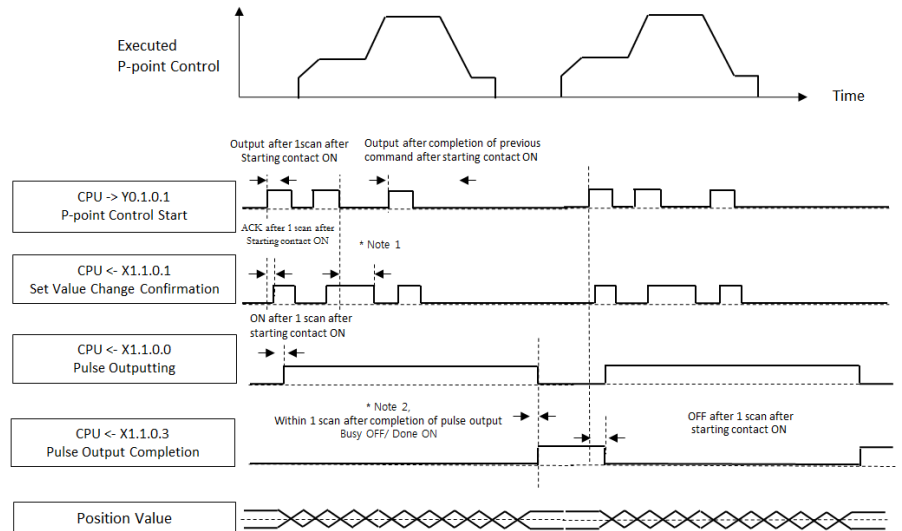 Executed
P-point Control
Time
Output after 1scan after
Starting contact ON
Output after completion of previous
command after starting contact ON
CPU -> Y0.1.0.1
P-point Control Start
ACK after 1 scan after
Starting contact ON
* Note 1
CPU <- X1.1.0.1
Set Value Change Confirmation
ON after 1 scan after
starting contact ON
CPU <- X1.1.0.0
Pulse Outputting
* Note 2,
Within 1 scan after completion of pulse output
Busy OFF/ Done ON
OFF after 1 scan after
starting contact ON
CPU <- X1.1.0.3
Pulse Output Completion
Position Value